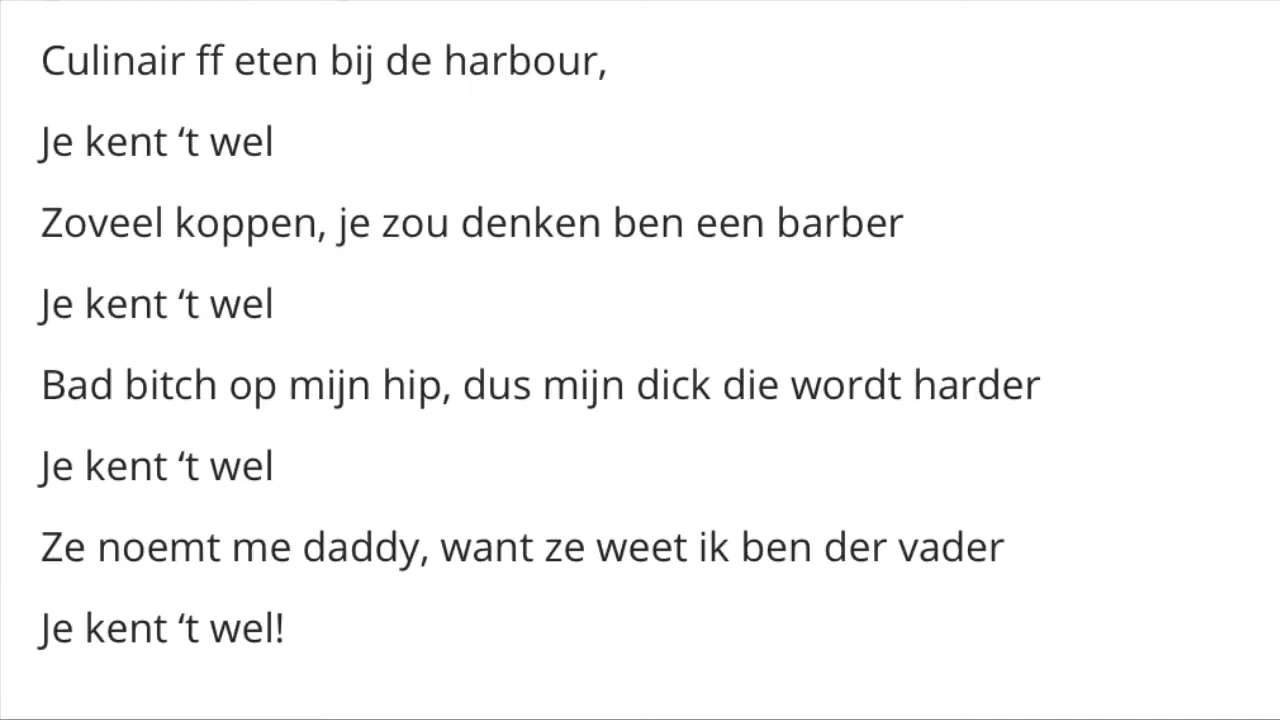 Culinair ff eten bij de harbour,
Je kent ‘t wel
Zoveel koppen, je zou denken ben een barber
Je kent ‘t wel
Bad bitch op mijn hip, dus mijn dick die wordt harder
Je kent ‘t wel
Ze noemt me daddy, want ze weet ik ben der vader
Je kent ‘t wel!